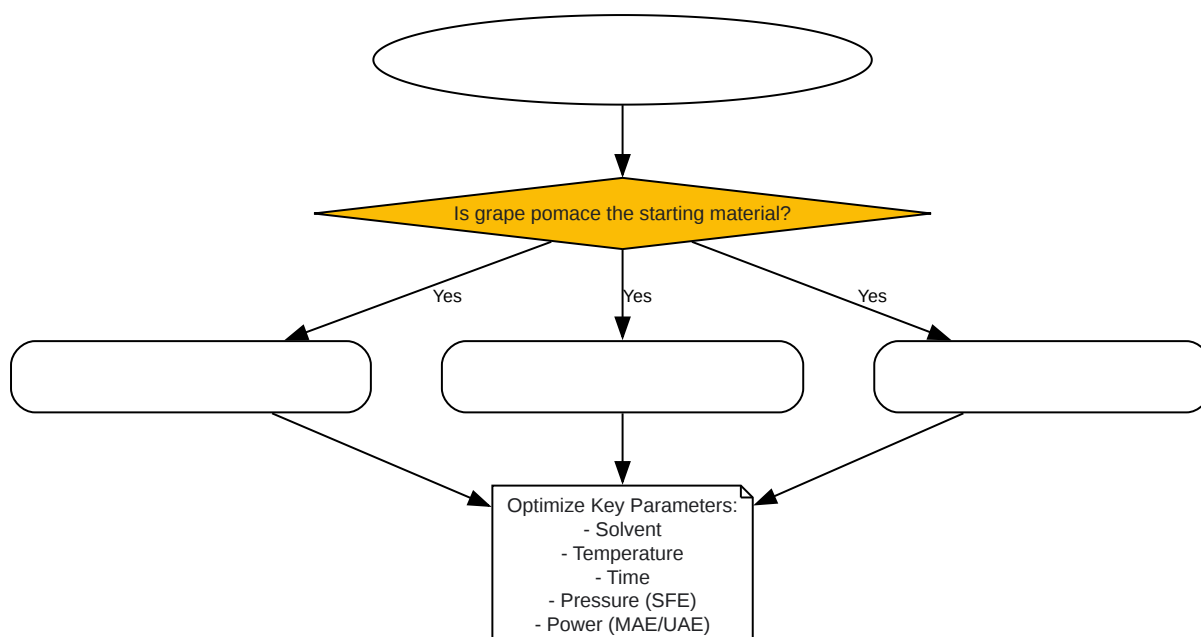 Is grape pomace the starting material?
Yes
Yes
Yes
Optimize Key Parameters:
- Solvent
- Temperature
- Time
- Pressure (SFE)
- Power (MAE/UAE)